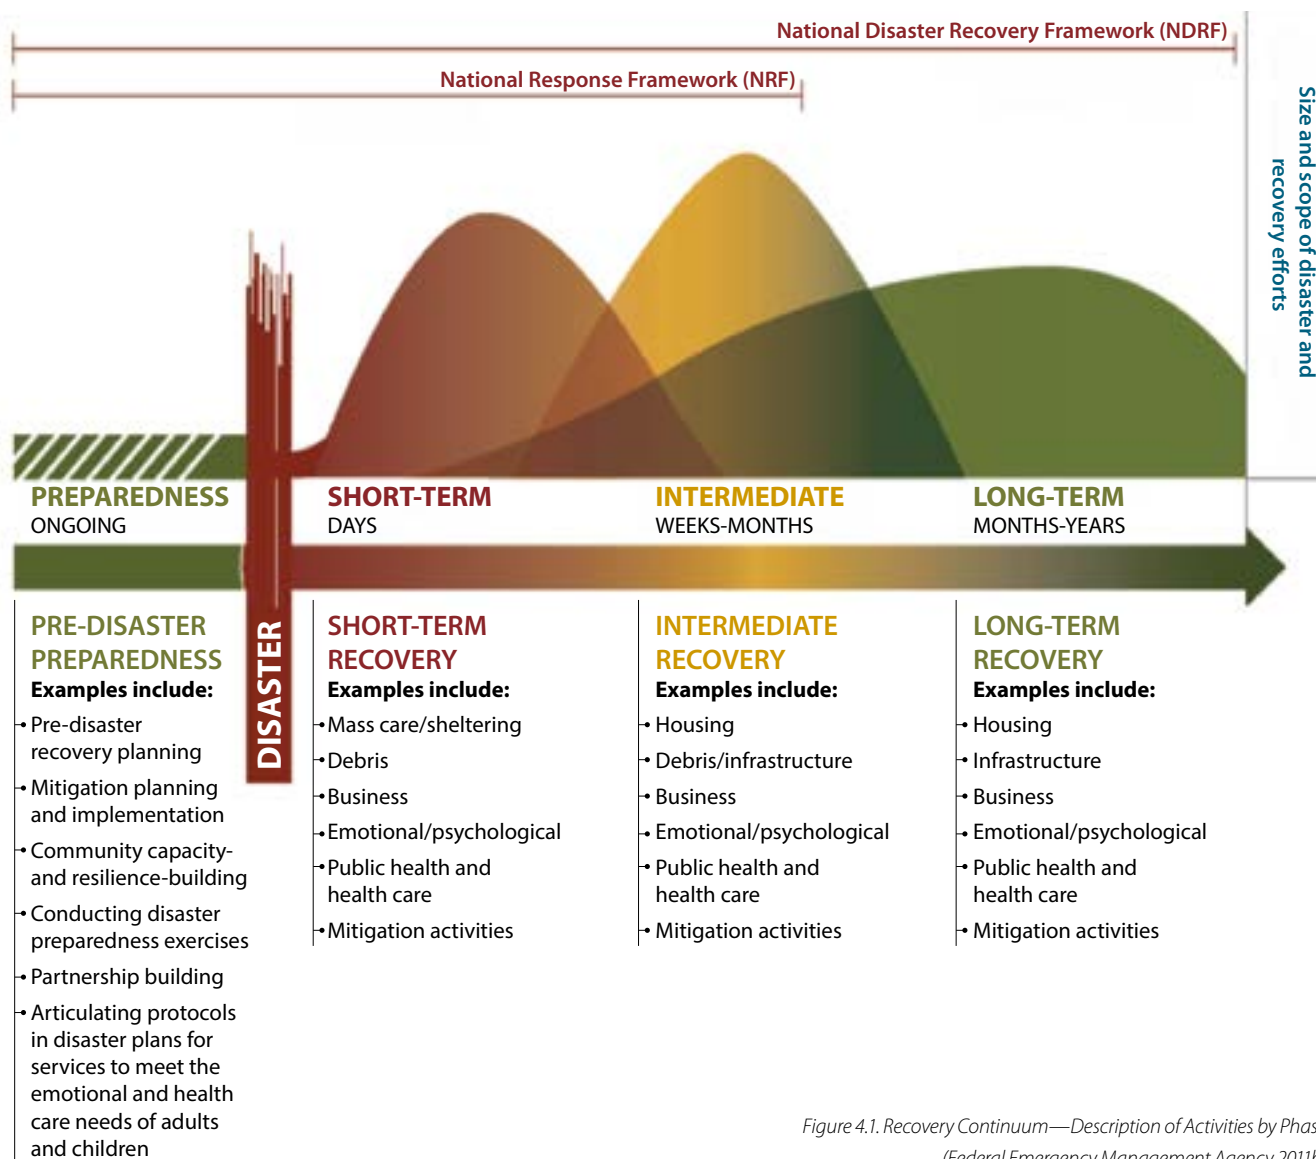 National Disaster Recovery Framework (NDRF)
National Response Framework (NRF)
Size and scope of disaster and
recovery efforts
PREPAREDNESS
ONGOING
SHORT-TERM
DAYS
INTERMEDIATE
WEEKS-MONTHS
LONG-TERM
MONTHS-YEARS
DISASTER
PRE-DISASTER
PREPAREDNESS
Examples include:
• Pre-disaster
recovery planning
• Mitigation planning
and implementation
• Community capacity-
and resilience-building
• Conducting disaster
preparedness exercises
• Partnership building
• Articulating protocols
in disaster plans for
services to meet the
emotional and health
care needs of adults
and children
SHORT-TERM
RECOVERY
Examples include:
• Mass care/sheltering
• Debris
• Business
• Emotional/psychological
• Public health and
health care
• Mitigation activities
INTERMEDIATE
RECOVERY
Examples include:
• Housing
• Debris/infrastructure
• Business
• Emotional/psychological
• Public health and
health care
• Mitigation activities
LONG-TERM
RECOVERY
Examples include:
• Housing
• Infrastructure
• Business
• Emotional/psychological
• Public health and
health care
• Mitigation activities
Figure 4.1. Recovery Continuum—Description of Activities by Phas
(Federal Emergency Management Agency